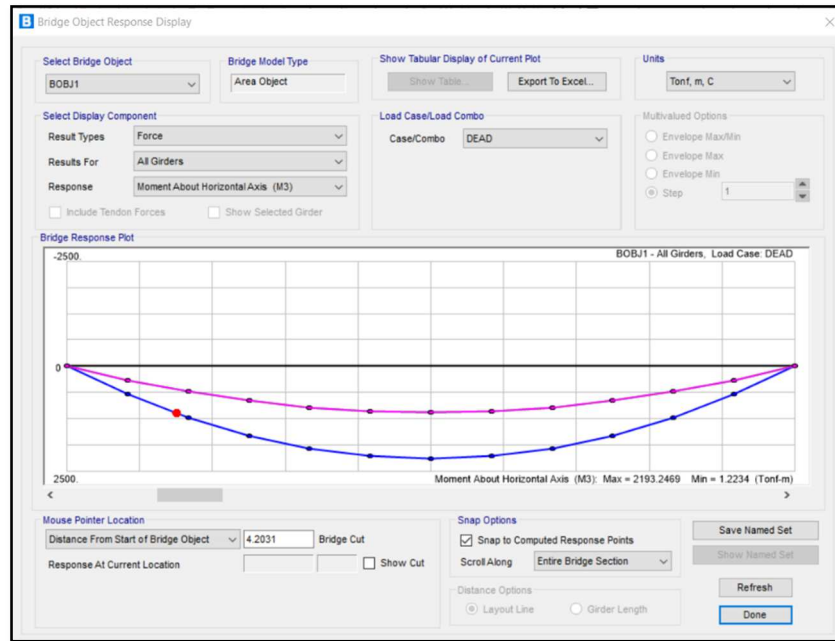 B Bridge Object Response Display
Select Bridge Object
BOBJ1
Bridge Model Type
Area Object
Show Tabular Display of Current Plot
Show Table...
Export To Excel...
Units
Tonf, m, C
Select Display Component
Result Types
Force
Results For
All Girders
Response
Moment About Horizontal Axis (M3)
Include Tendon Forces
Show Selected Girder
Load Case/Load Combo
Case/Combo
DEAD
Multivalued Options
Envelope Max/Min
Envelope Max
Envelope Min
Step
1
Bridge Response Plot
-2500.
BOBJ1 - All Girders, Load Case: DEAD
0
2500.
Moment About Horizontal Axis (M3): Max = 2193.2469 Min = 1.2234 (Tonf-m)
Mouse Pointer Location
Distance From Start of Bridge Object
4.2031
Bridge Cut
Response At Current Location
Show Cut
Snap Options
Snap to Computed Response Points
Scroll Along
Entire Bridge Section
Distance Options
Layout Line
Girder Length
Save Named Set
Show Named Set
Refresh
Done